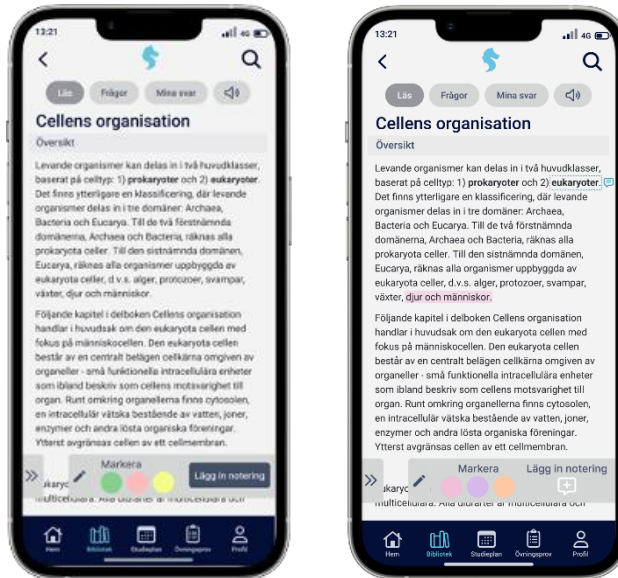 13:21
4G
Läs
Frågor
Mina svar
Cellens organisation
Översikt
Levande organismer kan delas in i två huvudklasser,
baserat på celltyp: 1) prokaryoter och 2) eukaryoter.
Det finns ytterligare en klassificering, där levande
organismer delas in i tre domäner: Archaea,
Bacteria och Eucarya. Till de två förstnämnda
domänerna, Archaea och Bacteria, räknas alla
prokaryota celler. Till den sistnämnda domänen,
Eucarya, räknas alla organismer uppbyggda av
eukaryota celler, d.v.s. alger, protozoer, svampar,
växter, djur och människor.
Följande kapitel i delboken Cellens organisation
handlar i huvudsak om den eukaryota cellen med
fokus på människocellen. Den eukaryota cellen
består av en centralt belägen cellkärna omgiven av
organeller - små funktionella intracellulära enheter
som ibland beskriv som cellens motsvarighet till
organ. Runt omkring organellerna finns cytosolen,
en intracellulär vätska bestående av vatten, joner,
enzymer och andra lösta organiska föreningar.
Ytterst avgränsas cellen av ett cellmembran.
Markera
Lägg in notering
Hem
Bibliotek
Studieplan
Övningsprov
Profil
13:21
4G
Läs
Frågor
Mina svar
Cellens organisation
Översikt
Levande organismer kan delas in i två huvudklasser,
baserat på celltyp: 1) prokaryoter och 2) eukaryoter.
Det finns ytterligare en klassificering, där levande
organismer delas in i tre domäner: Archaea,
Bacteria och Eucarya. Till de två förstnämnda
domänerna, Archaea och Bacteria, räknas alla
prokaryota celler. Till den sistnämnda domänen,
Eucarya, räknas alla organismer uppbyggda av
eukaryota celler, d.v.s. alger, protozoer, svampar,
växter, djur och människor.
Följande kapitel i delboken Cellens organisation
handlar i huvudsak om den eukaryota cellen med
fokus på människocellen. Den eukaryota cellen
består av en centralt belägen cellkärna omgiven av
organeller - små funktionella intracellulära enheter
som ibland beskriv som cellens motsvarighet till
organ. Runt omkring organellerna finns cytosolen,
en intracellulär vätska bestående av vatten, joner,
enzymer och andra lösta organiska föreningar.
Ytterst avgränsas cellen av ett cellmembran.
Markera
Lägg in notering
Hem
Bibliotek
Studieplan
Övningsprov
Profil